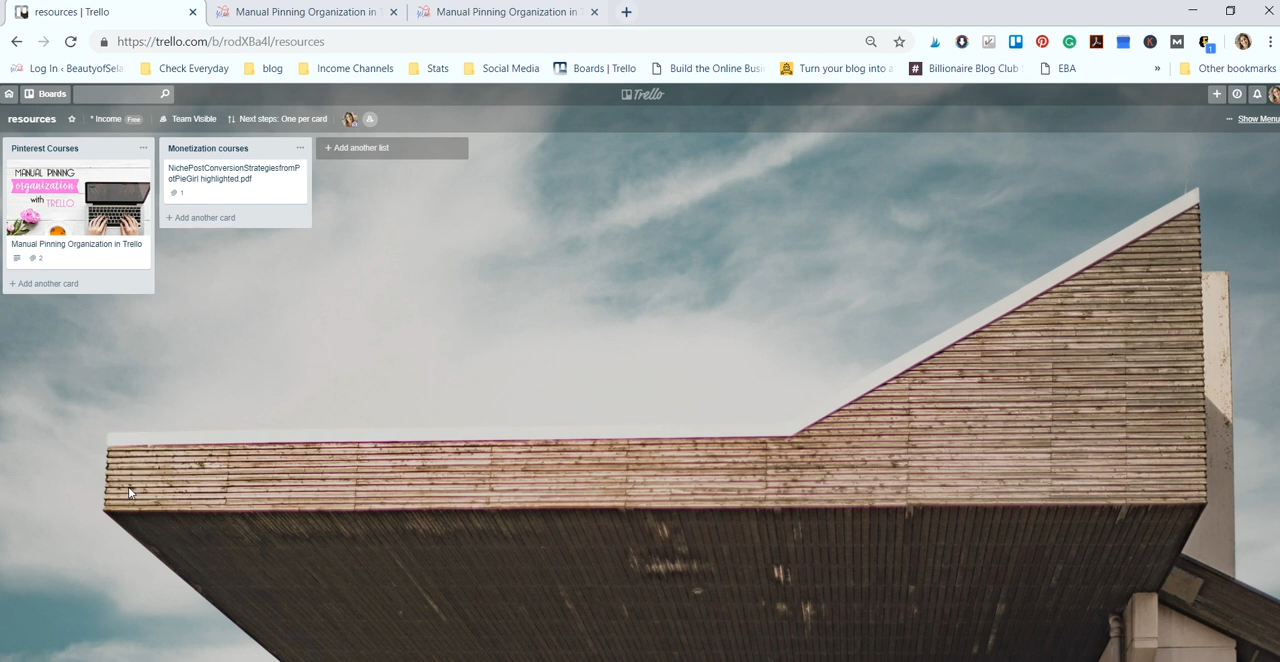 resources | Trello
Manual Pinning Organization in
Manual Pinning Organization in
https://trello.com/b/rodXBa4l/resources
1
Log In ‹ BeautyofSela
Check Everyday
blog
Income Channels
Stats
Social Media
Boards | Trello
Build the Online Busi
Turn your blog into a
Billionaire Blog Club
EBA
»
Other bookmarks
Boards
Trello
resources
* Income Free
Team Visible
Next steps: One per card
... Show Menu
Pinterest Courses
MANUAL PINNING
organization
with TRELLO
Manual Pinning Organization in Trello
2
+ Add another card
Monetization courses
NichePostConversionStrategiesfromP
otPieGirl highlighted.pdf
1
+ Add another card
+ Add another list